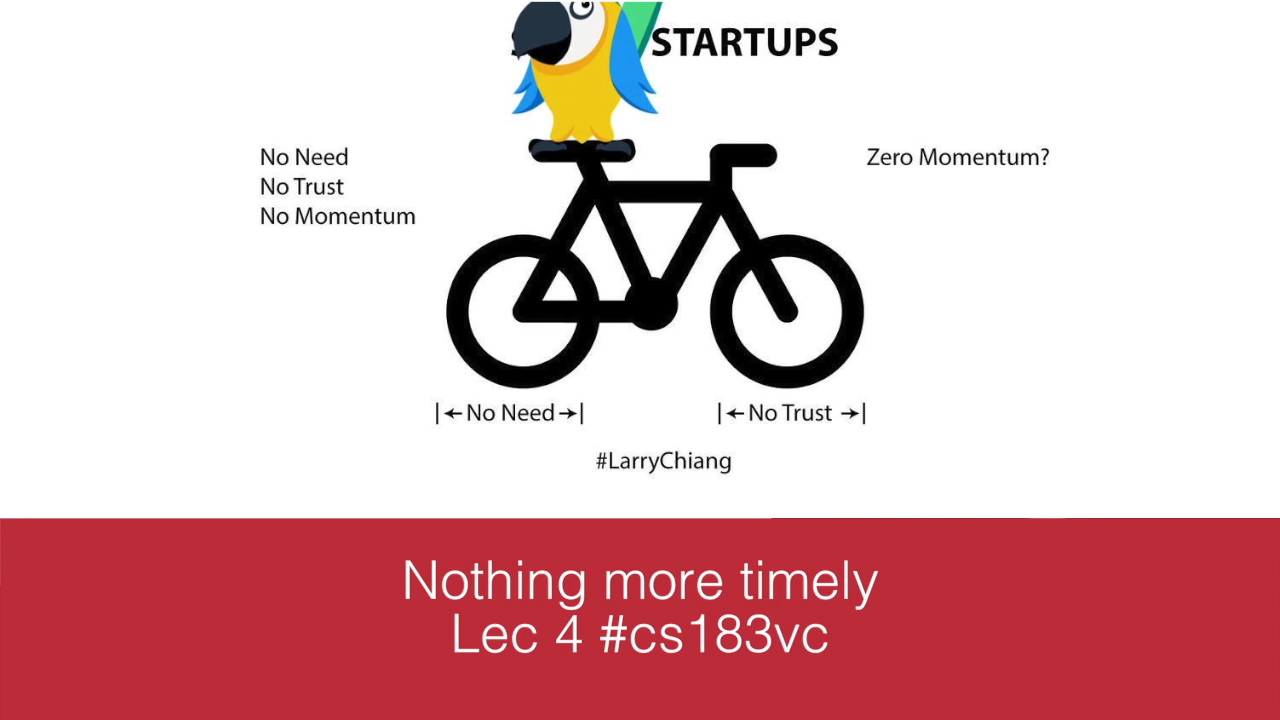 STARTUPS
No Need
No Trust
No Momentum
Zero Momentum?
|←No Need→|
|←No Trust →|
#LarryChiang
Nothing more timely
Lec 4 #cs183vc